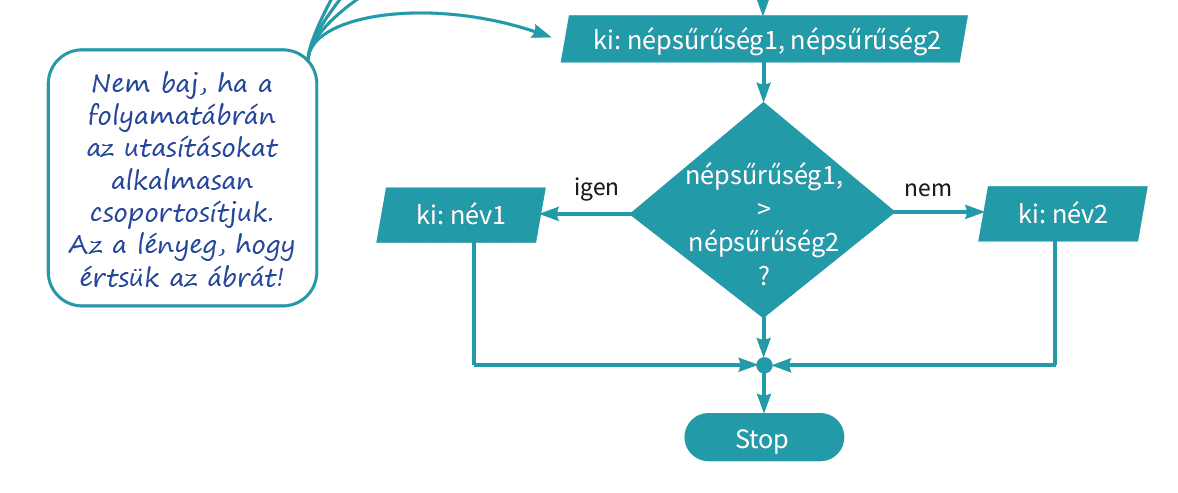 ki: népsűrűség1, népsűrűség2
Nem baj, ha a
folyamatábrán
az utasításokat
alkalmasan
csoportosítjuk.
Az a lényeg, hogy
értsük az ábrát!
igen
népsűrűség1,
>
népsűrűség2
?
nem
ki: név1
ki: név2
Stop